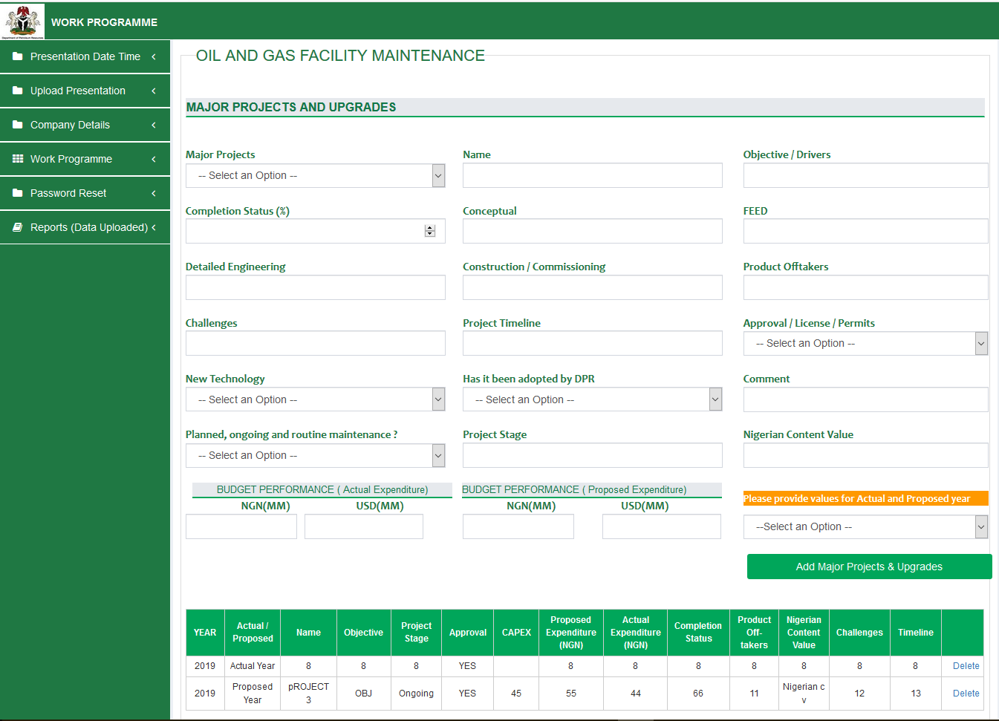 WORK PROGRAMME
Department of Petroleum Resources
Presentation Date Time
Upload Presentation
Company Details
Work Programme
Password Reset
Reports (Data Uploaded)
OIL AND GAS FACILITY MAINTENANCE
MAJOR PROJECTS AND UPGRADES
Major Projects Name Objective / Drivers
-- Select an Option --
Completion Status (%) Conceptual FEED
Detailed Engineering Construction / Commissioning Product Offtakers
Challenges Project Timeline Approval / License / Permits
-- Select an Option --
New Technology Has it been adopted by DPR Comment
-- Select an Option -- -- Select an Option --
Planned, ongoing and routine maintenance ? Project Stage Nigerian Content Value
-- Select an Option --
BUDGET PERFORMANCE ( Actual Expenditure) BUDGET PERFORMANCE ( Proposed Expenditure)
Please provide values for Actual and Proposed year
NGN(MM) USD(MM) NGN(MM) USD(MM)
--Select an Option --
Add Major Projects & Upgrades
YEAR Actual / Proposed Name Objective Project Stage Approval CAPEX Proposed Expenditure (NGN) Actual Expenditure (NGN) Completion Status Product Off-takers Nigerian Content Value Challenges Timeline
2019 Actual Year 8 8 8 YES 8 8 8 8 8 8 8 Delete
2019 Proposed Year pROJECT 3 OBJ Ongoing YES 45 55 44 66 11 Nigerian c v 12 13 Delete